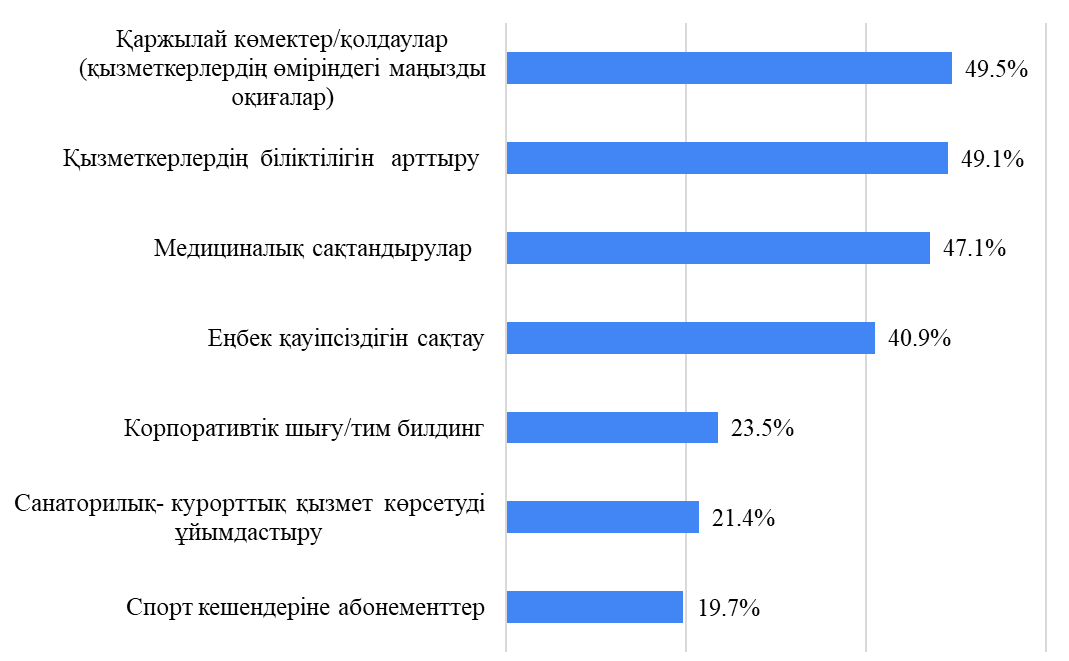 Қаржылай көмектер/қолдаулар
(қызметкерлердің өміріндегі маңызды
оқиғалар)
49.5%
Қызметкерлердің біліктілігін арттыру
49.1%
Медициналық сақтандырулар
47.1%
Еңбек қауіпсіздігін сақтау
40.9%
Корпоративтік шығу/тим билдинг
23.5%
Санаторилық- курорттық қызмет көрсетуді
ұйымдастыру
21.4%
Спорт кешендеріне абонементтер
19.7%